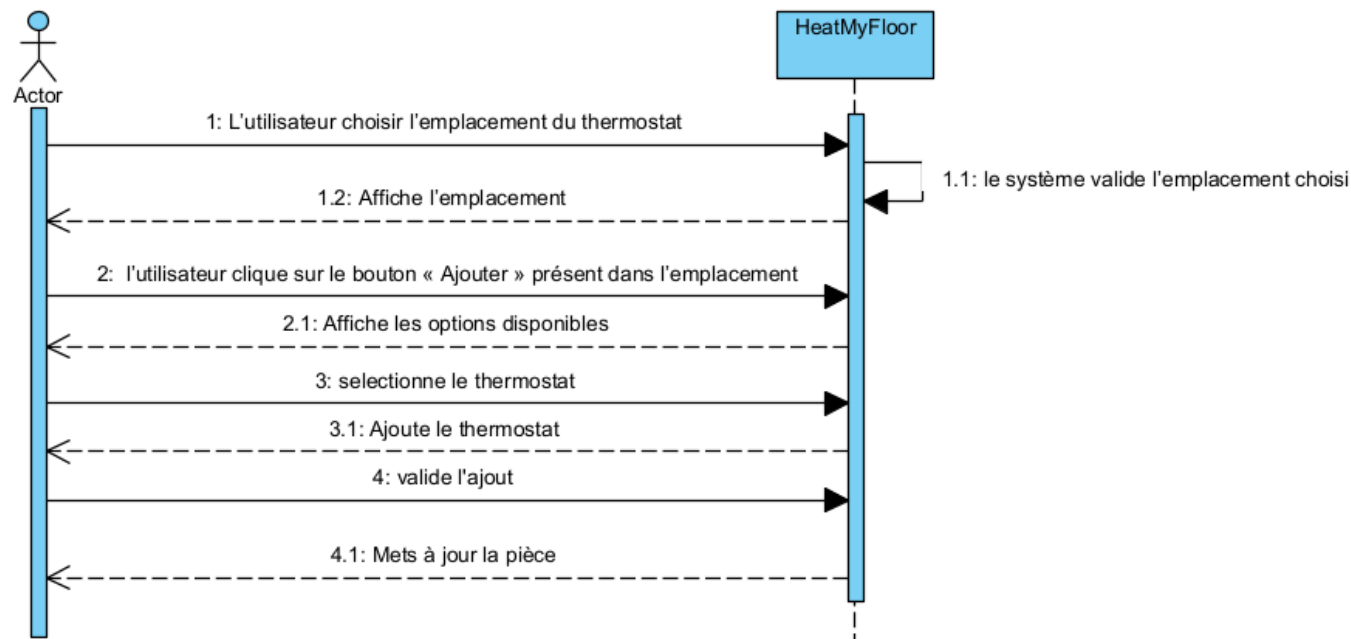 HeatMyFloor
Actor
1: L'utilisateur choisir l'emplacement du thermostat
1.1: le système valide l'emplacement choisi
1.2: Affiche l'emplacement
2:  l'utilisateur clique sur le bouton « Ajouter » présent dans l'emplacement
2.1: Affiche les options disponibles
3: selectionne le thermostat
3.1: Ajoute le thermostat
4: valide l'ajout
4.1: Mets à jour la pièce